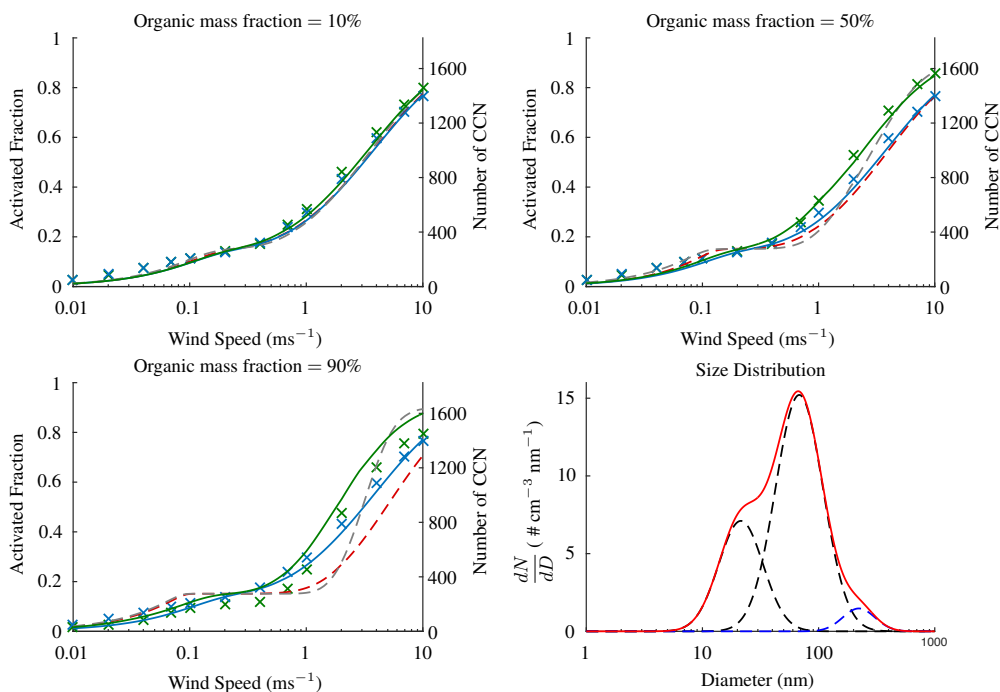 Organic mass fraction = 10%
Activated Fraction
1
0.8
0.6
0.4
0.2
0
1600
1200
800
400
0
Number of CCN
0.01 0.1 1 10
Wind Speed (ms⁻¹)
Organic mass fraction = 50%
Activated Fraction
1
0.8
0.6
0.4
0.2
0
1600
1200
800
400
0
Number of CCN
0.01 0.1 1 10
Wind Speed (ms⁻¹)
Organic mass fraction = 90%
Activated Fraction
1
0.8
0.6
0.4
0.2
0
1600
1200
800
400
0
Number of CCN
0.01 0.1 1 10
Wind Speed (ms⁻¹)
Size Distribution
dN/dD ( # cm⁻³ nm⁻¹)
15
10
5
0
1 10 100 1000
Diameter (nm)